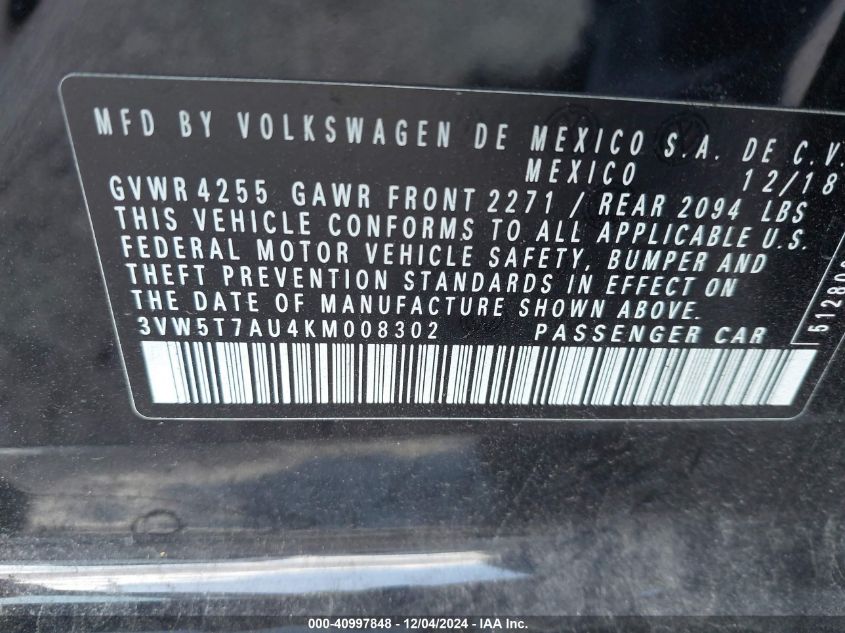 MFD BY VOLKSWAGEN DE MEXICO S.A. DE C.V.
MEXICO 12/18
GVWR 4255 GAWR FRONT 2271 / REAR 2094 LBS
THIS VEHICLE CONFORMS TO ALL APPLICABLE U.S.
FEDERAL MOTOR VEHICLE SAFETY, BUMPER AND
THEFT PREVENTION STANDARDS IN EFFECT ON
THE DATE OF MANUFACTURE SHOWN ABOVE.
3VW5T7AU4KM008302 PASSENGER CAR
000-40997848 - 12/04/2024 - IAA Inc.